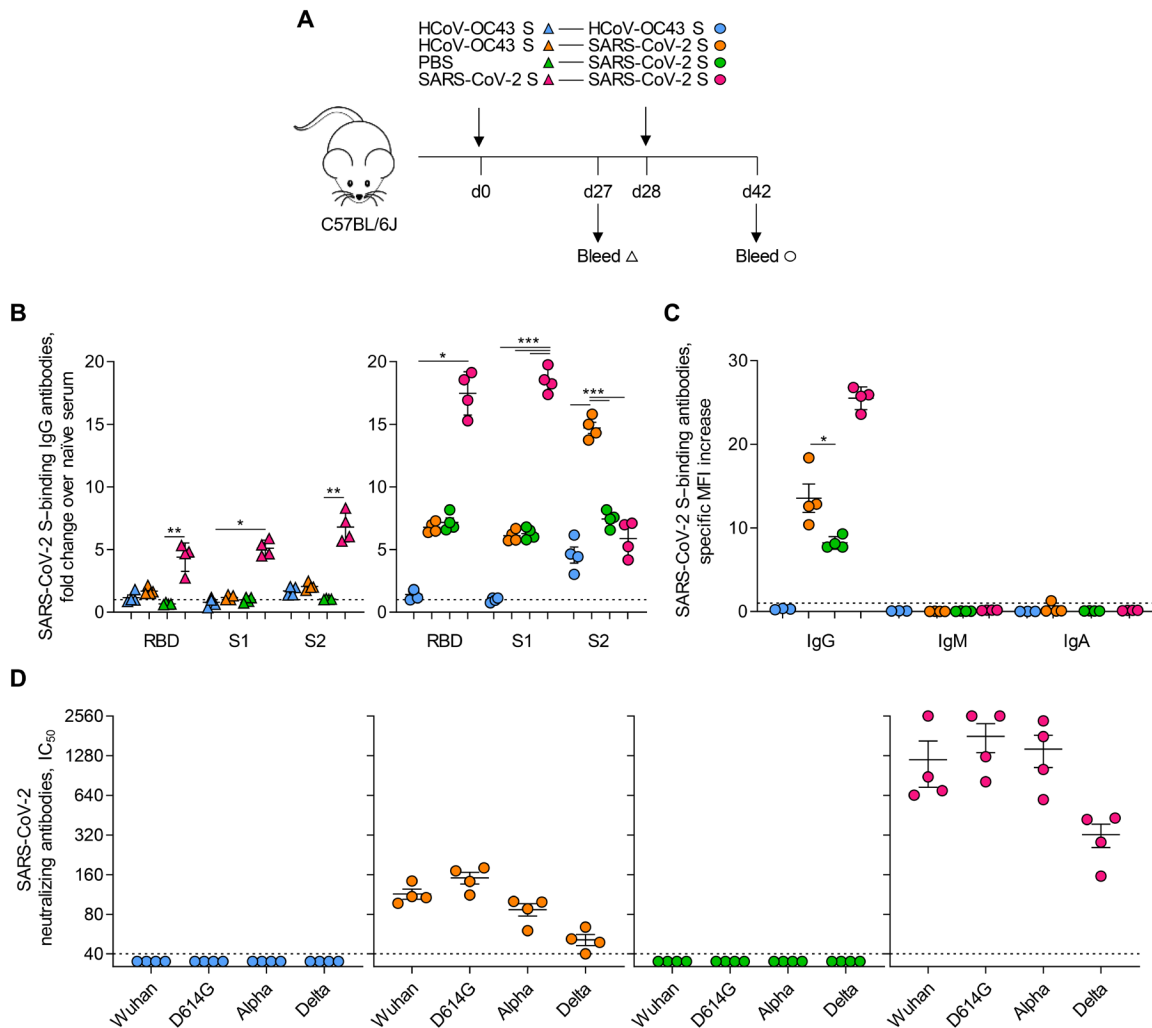 A
HCoV-OC43 S HCoV-OC43 S
HCoV-OC43 S SARS-CoV-2 S
PBS SARS-CoV-2 S
SARS-CoV-2 S SARS-CoV-2 S
d0 d27 d28 d42
C57BL/6J
Bleed Bleed
B
SARS-CoV-2 S–binding IgG antibodies,
fold change over naïve serum
20
15
10
5
0
** * **
RBD S1 S2
20
15
10
5
0
* *** ***
RBD S1 S2
C
SARS-CoV-2 S–binding antibodies,
specific MFI increase
30
20
10
0
*
IgG IgM IgA
D
SARS-CoV-2
neutralizing antibodies, IC50
2560
1280
640
320
160
80
40
Wuhan D614G Alpha Delta
Wuhan D614G Alpha Delta
Wuhan D614G Alpha Delta
Wuhan D614G Alpha Delta